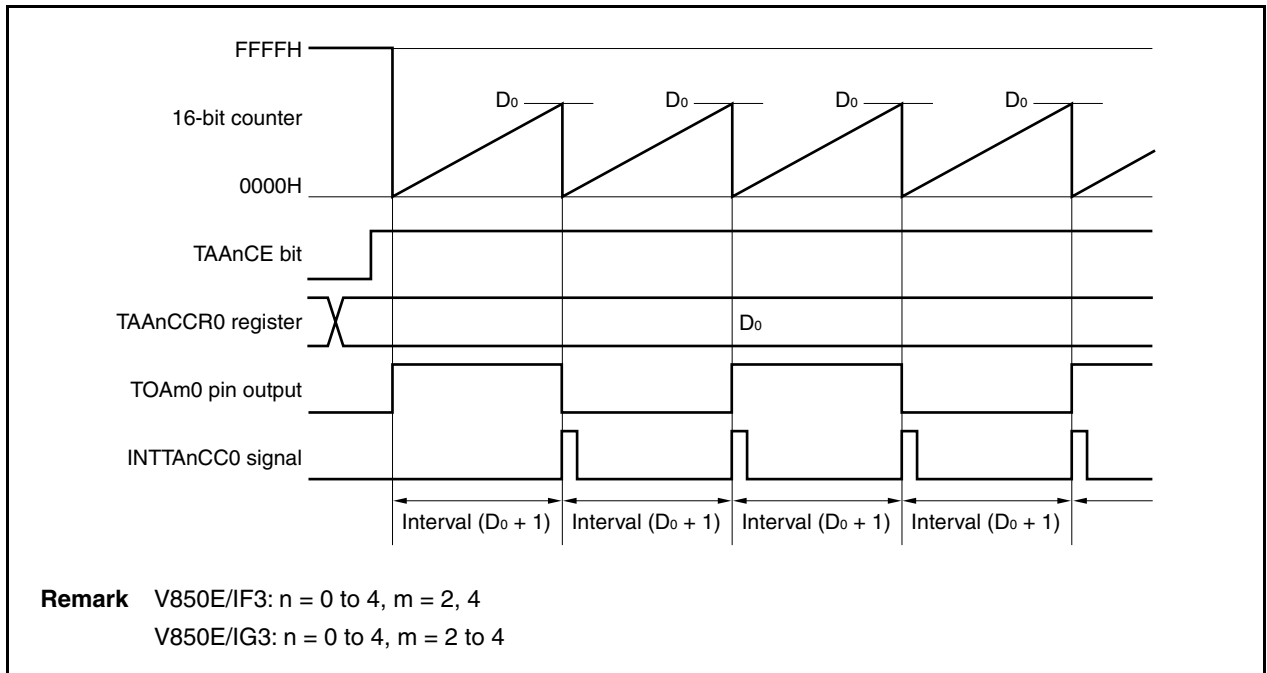 FFFFH
D0 D0 D0 D0
16-bit counter
0000H
TAAnCE bit
TAAnCCR0 register D0
TOAm0 pin output
INTTAnCC0 signal
Interval (D0 + 1) Interval (D0 + 1) Interval (D0 + 1) Interval (D0 + 1)
Remark V850E/IF3: n = 0 to 4, m = 2, 4
V850E/IG3: n = 0 to 4, m = 2 to 4